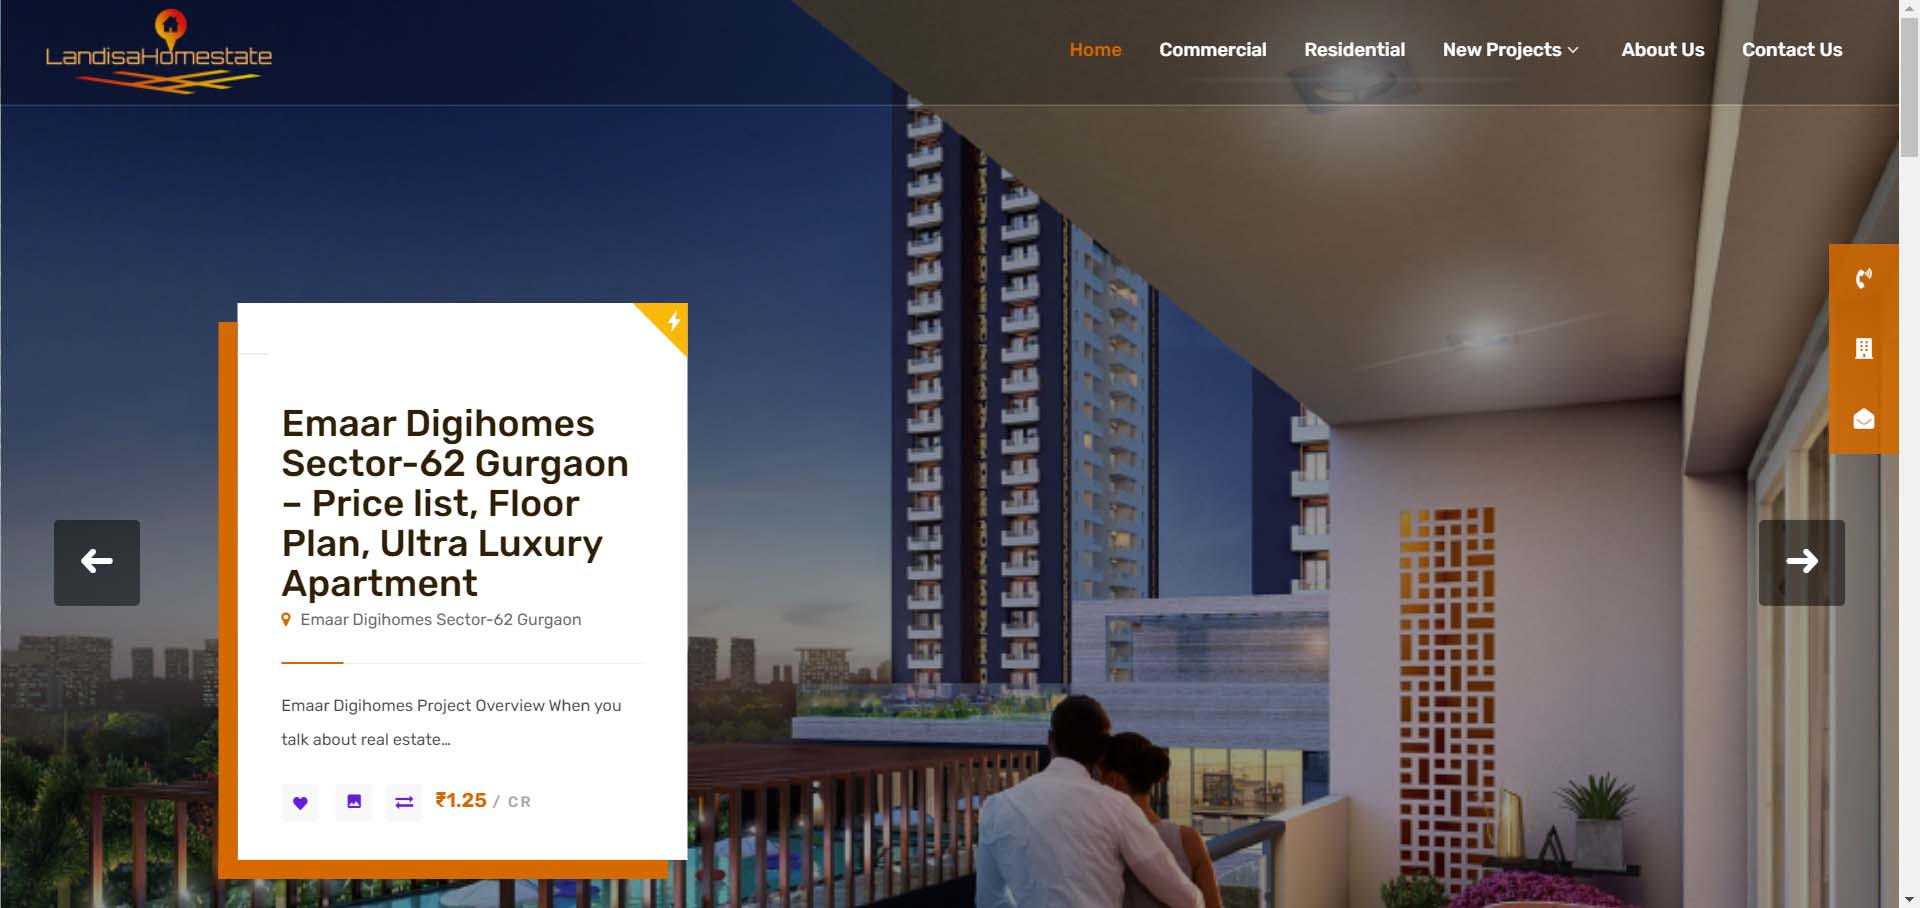 LandisaHomestate
Home
Commercial
Residential
New Projects
About Us
Contact Us
Emaar Digihomes
Sector-62 Gurgaon
– Price list, Floor
Plan, Ultra Luxury
Apartment
Emaar Digihomes Sector-62 Gurgaon
Emaar Digihomes Project Overview When you
talk about real estate…
₹1.25 / CR